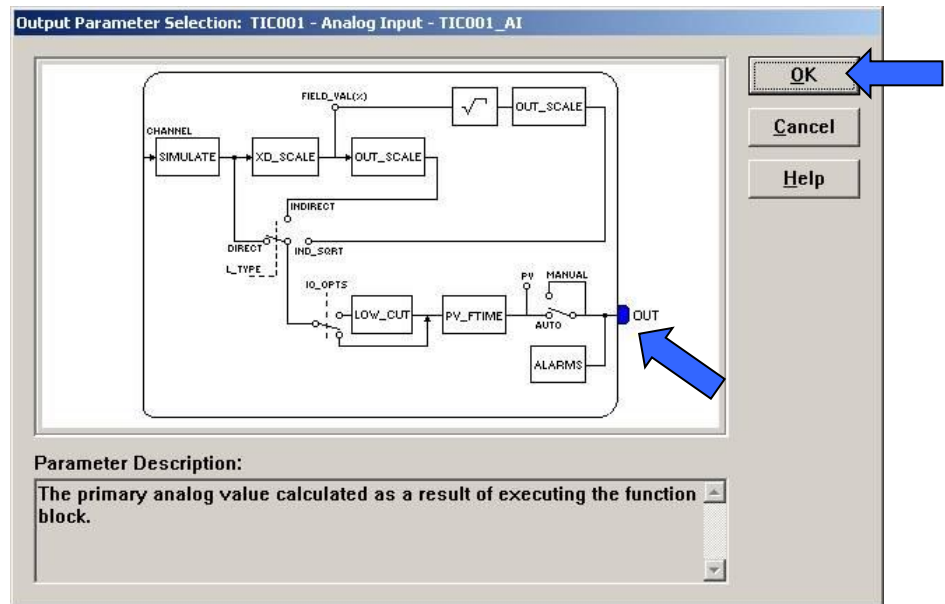 Output Parameter Selection: TIC001 - Analog Input - TIC001_AI
OK
Cancel
Help
FIELD_VAL(%)
√
OUT_SCALE
CHANNEL
SIMULATE
XD_SCALE
OUT_SCALE
INDIRECT
DIRECT
IND_SQRT
L_TYPE
IO_OPTS
PV
MANUAL
LOW_CUT
PV_FTIME
AUTO
OUT
ALARMS
Parameter Description:
The primary analog value calculated as a result of executing the function
block.